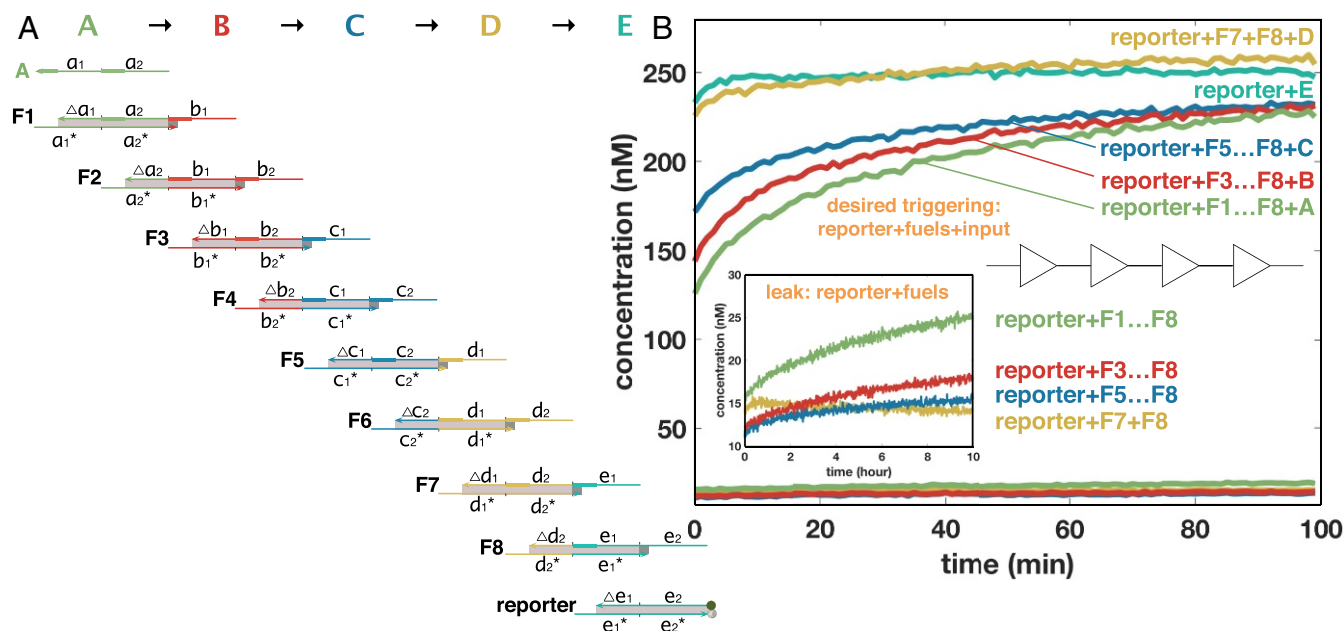 A
A → B → C → D → E
A a₁ a₂
F1 △a₁ a₂ b₁
a₁* a₂*
F2 △a₂ b₁ b₂
a₂* b₁*
F3 △b₁ b₂ c₁
b₁* b₂*
F4 △b₂ c₁ c₂
b₂* c₁*
F5 △c₁ c₂ d₁
c₁* c₂*
F6 △c₂ d₁ d₂
c₂* d₁*
F7 △d₁ d₂ e₁
d₁* d₂*
F8 △d₂ e₁ e₂
d₂* e₁*
reporter △e₁ e₂
e₁* e₂*
B
concentration (nM)
250
200
150
100
50
0 20 40 60 80 100
time (min)
reporter+F7+F8+D
reporter+E
reporter+F5...F8+C
reporter+F3...F8+B
reporter+F1...F8+A
desired triggering:
reporter+fuels+input
leak: reporter+fuels
concentration (nM)
30
25
20
15
10
0 2 4 6 8 10
time (hour)
reporter+F1...F8
reporter+F3...F8
reporter+F5...F8
reporter+F7+F8